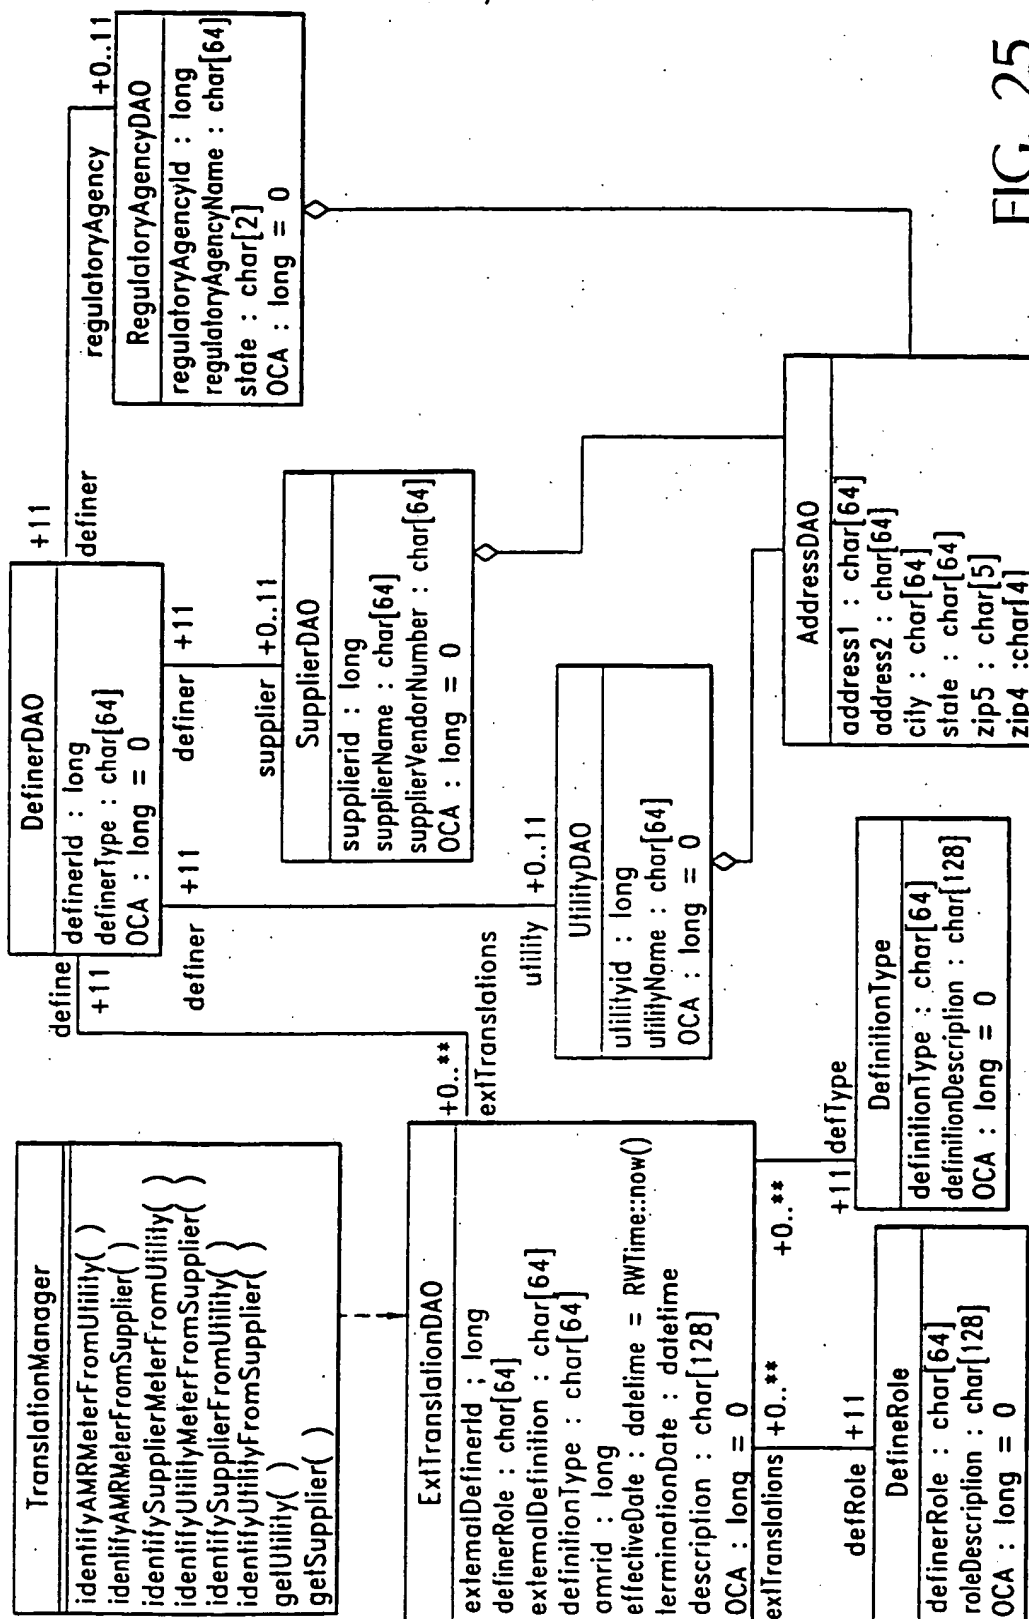 TranslationManager
identifyAMRMeterFromUtility( )
identifyAMRMeterFromSupplier( )
identifySupplierMeterFromUtility( )
identifyUtilityMeterFromSupplier( )
identifySupplierFromUtility( )
identifyUtilityFromSupplier( )
getUtility( )
getSupplier( )
DefinerDAO
definerId : long
definerType : char[64]
OCA : long = 0
define
+11
definer
+11
definer
+11
+11
definer
regulatoryAgency
+0..11
RegulatoryAgencyDAO
regulatoryAgencyId : long
regulatoryAgencyName : char[64]
state : char[2]
OCA : long = 0
supplier
+0..11
SupplierDAO
supplierid : long
supplierName : char[64]
supplierVendorNumber : char[64]
OCA : long = 0
+0..**
extTranslations
utility
+0..11
UtilityDAO
utilityid : long
utilityName : char[64]
OCA : long = 0
ExtTranslationDAO
externalDefinerId : long
definerRole : char[64]
externalDefinition : char[64]
definitionType : char[64]
amrid : long
effectiveDate : datetime = RWTime::now()
terminationDate : datetime
description : char[128]
OCA : long = 0
+0..**
+11
defType
DefinitionType
definitionType : char[64]
definitionDescription : char[128]
OCA : long = 0
AddressDAO
address1 : char[64]
address2 : char[64]
city : char[64]
state : char[64]
zip5 : char[5]
zip4 :char[4]
extTranslations
+0..**
defRole
+11
DefineRole
definerRole : char[64]
roleDescription : char[128]
OCA : long = 0
FIG. 25